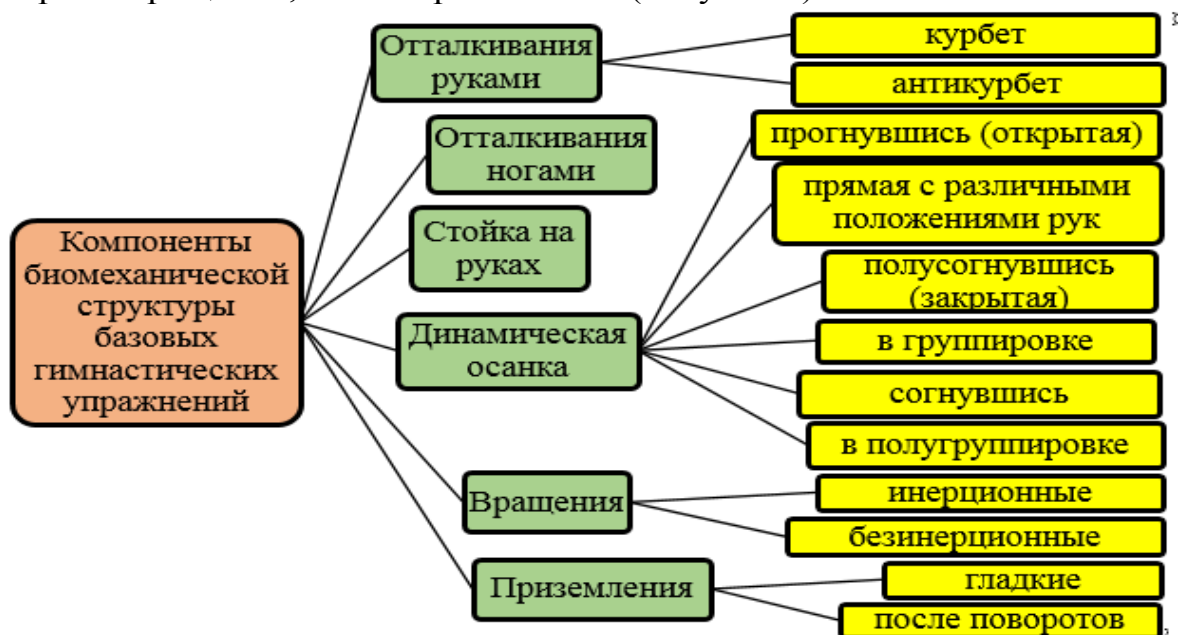 Отталкивания
руками
курбет
антикурбет
Отталкивания
ногами
Стойка на
руках
Динамическая
осанка
прогнувшись (открытая)
прямая с различными
положениями рук
полусогнувшись
(закрытая)
в группировке
согнувшись
в полугруппировке
Компоненты
биомеханической
структуры
базовых
гимнастических
упражнений
Вращения
инерционные
безинерционные
Приземления
гладкие
после поворотов